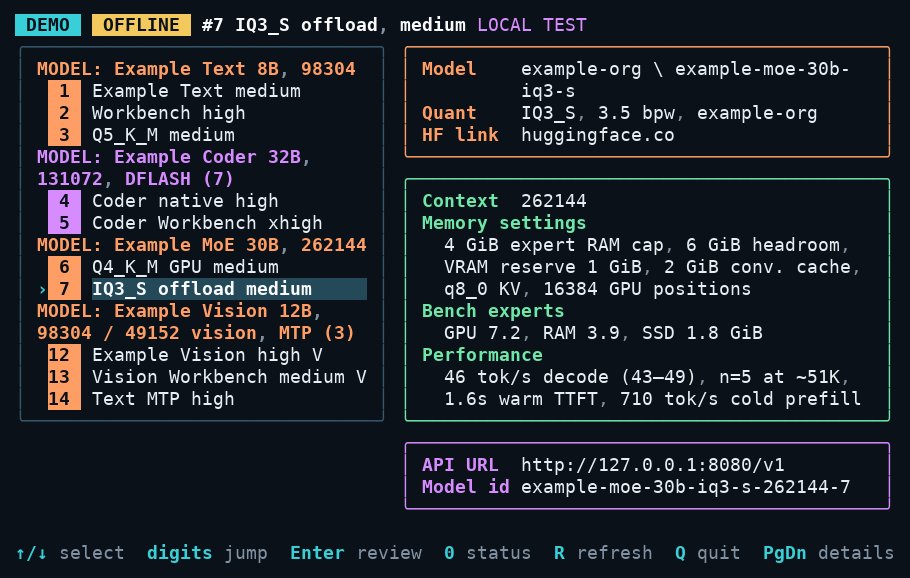 DEMO OFFLINE #7 IQ3_S offload, medium LOCAL TEST
MODEL: Example Text 8B, 98304
1 Example Text medium
2 Workbench high
3 Q5_K_M medium
MODEL: Example Coder 32B,
131072, DFLASH (7)
4 Coder native high
5 Coder Workbench xhigh
MODEL: Example MoE 30B, 262144
6 Q4_K_M GPU medium
› 7 IQ3_S offload medium
MODEL: Example Vision 12B,
98304 / 49152 vision, MTP (3)
12 Example Vision high V
13 Vision Workbench medium V
14 Text MTP high
Model example-org \ example-moe-30b-
iq3-s
Quant IQ3_S, 3.5 bpw, example-org
HF link huggingface.co
Context 262144
Memory settings
4 GiB expert RAM cap, 6 GiB headroom,
VRAM reserve 1 GiB, 2 GiB conv. cache,
q8_0 KV, 16384 GPU positions
Bench experts
GPU 7.2, RAM 3.9, SSD 1.8 GiB
Performance
46 tok/s decode (43–49), n=5 at ~51K,
1.6s warm TTFT, 710 tok/s cold prefill
API URL http://127.0.0.1:8080/v1
Model id example-moe-30b-iq3-s-262144-7
↑/↓ select digits jump Enter review 0 status R refresh Q quit PgDn details